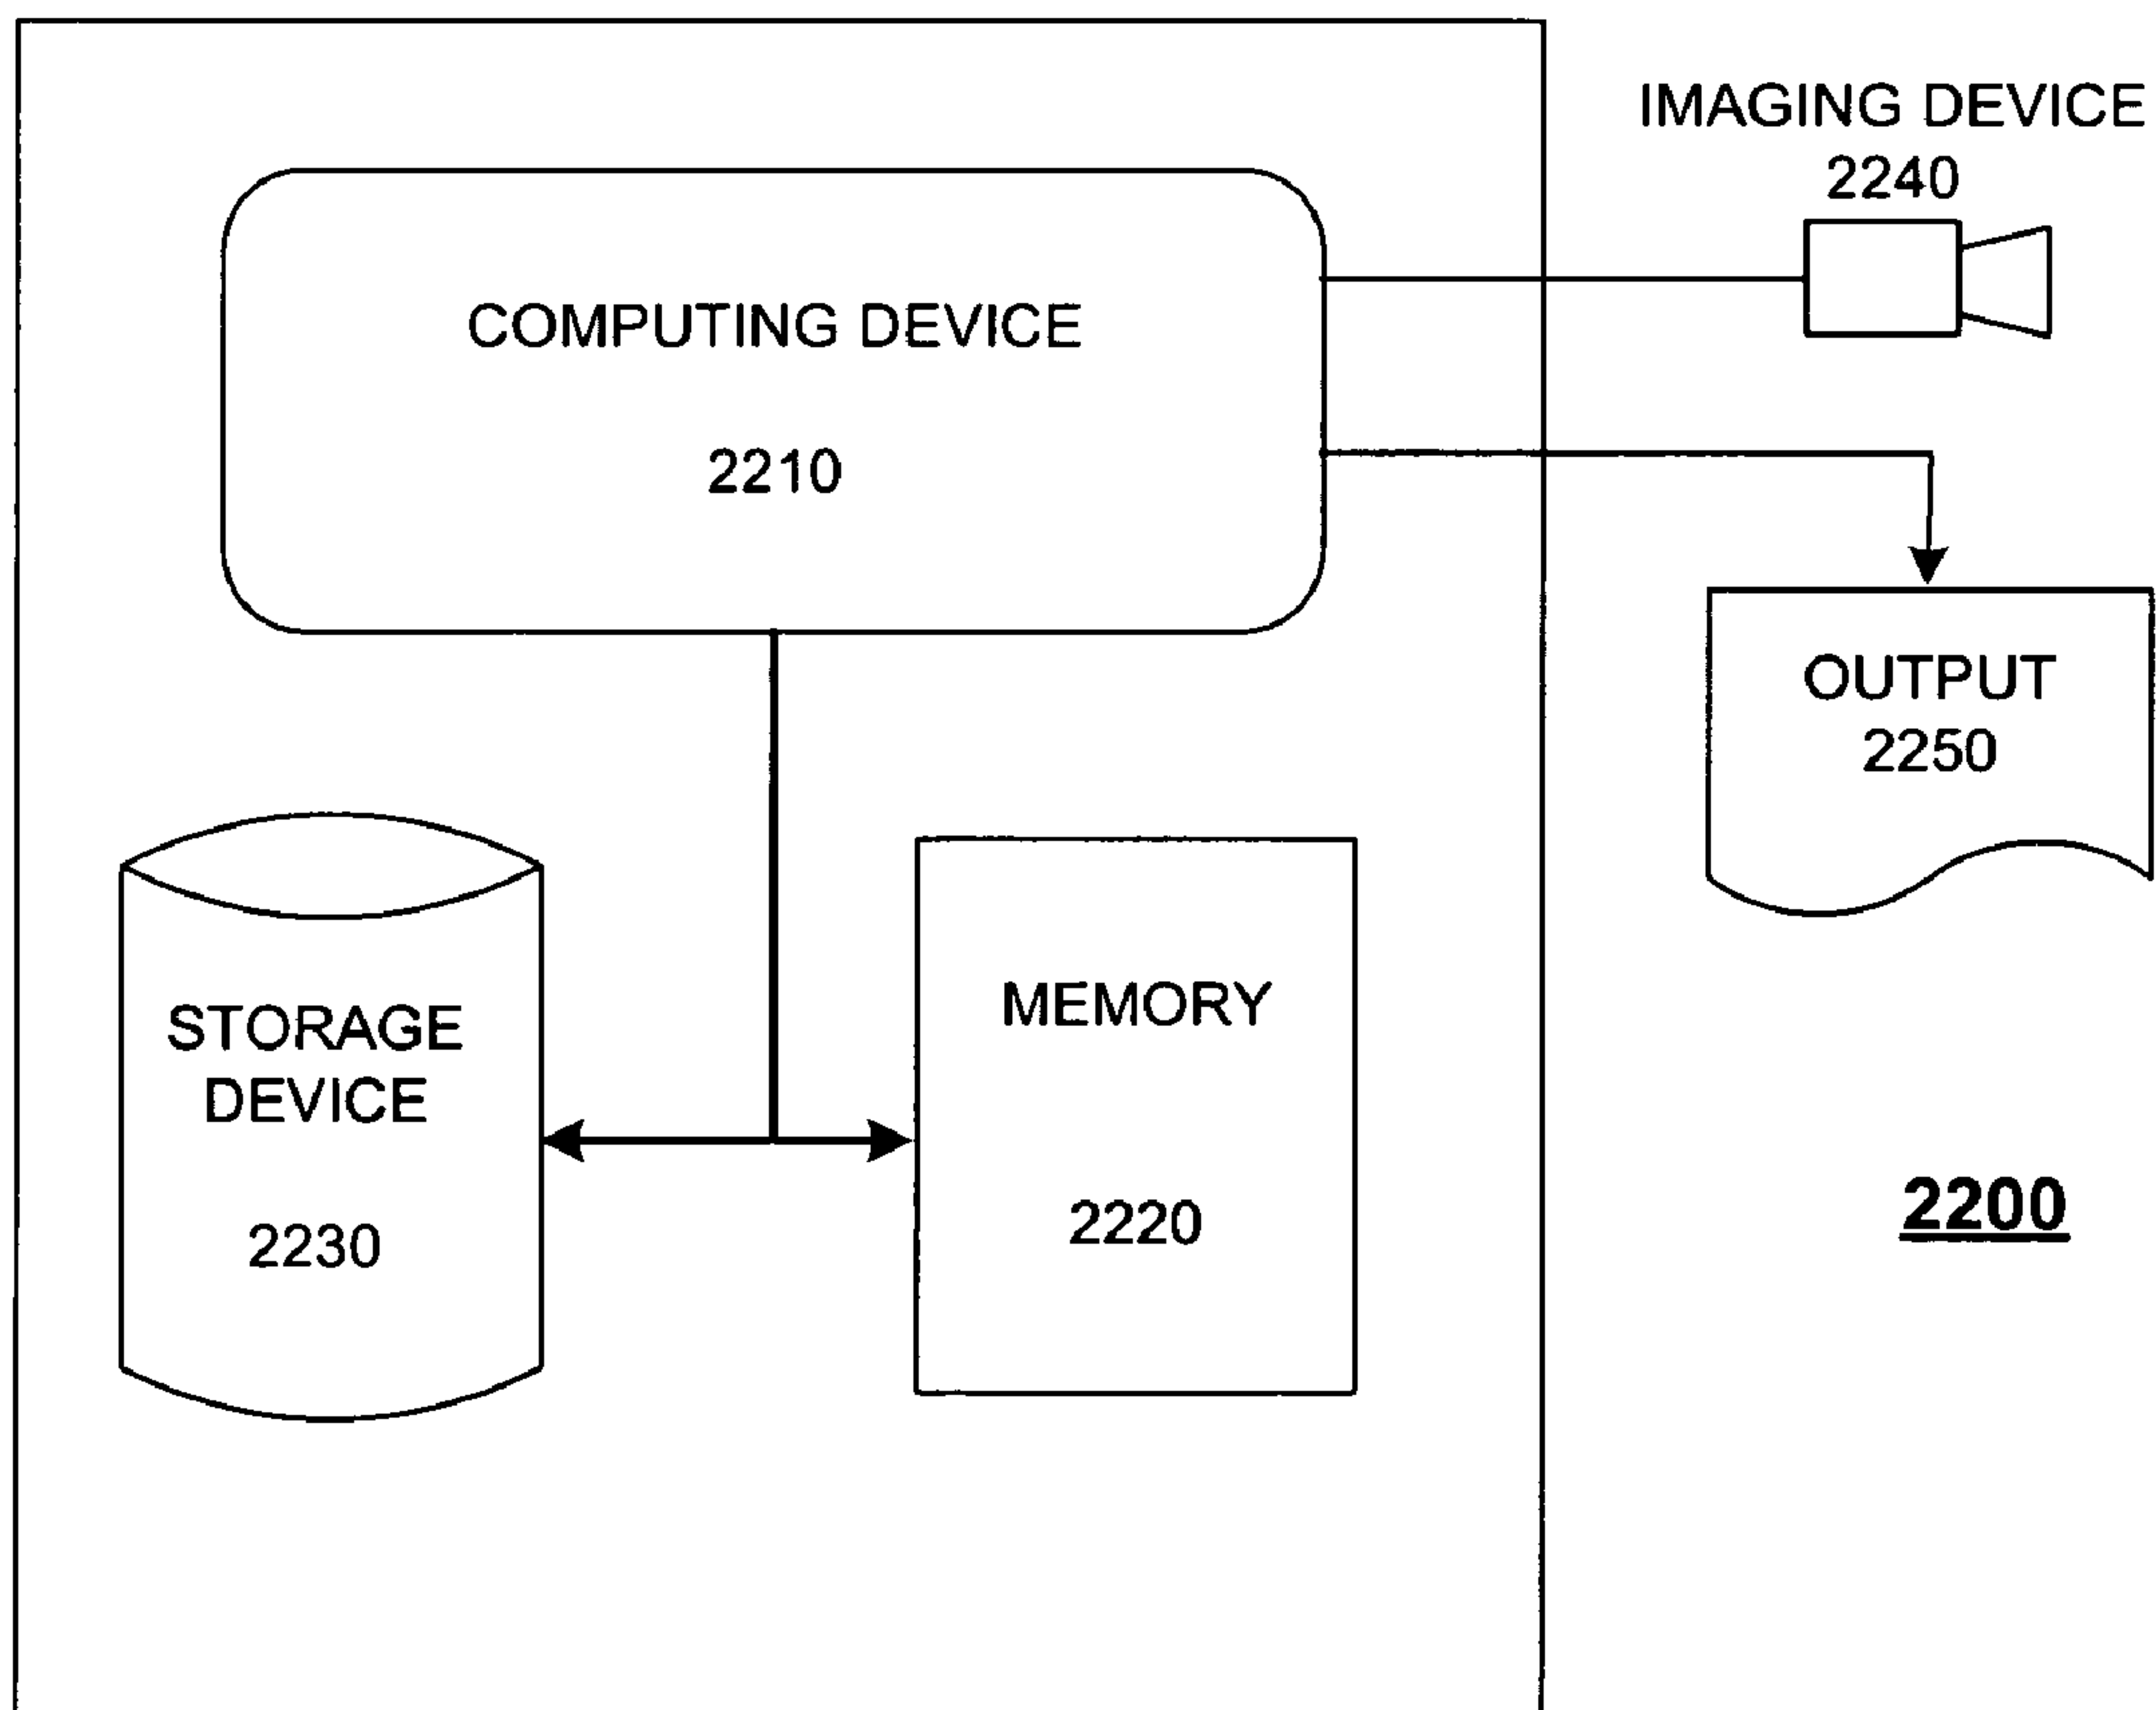 IMAGING DEVICE
2240
COMPUTING DEVICE
2210
OUTPUT
2250
STORAGE
DEVICE
2230
MEMORY
2220
2200